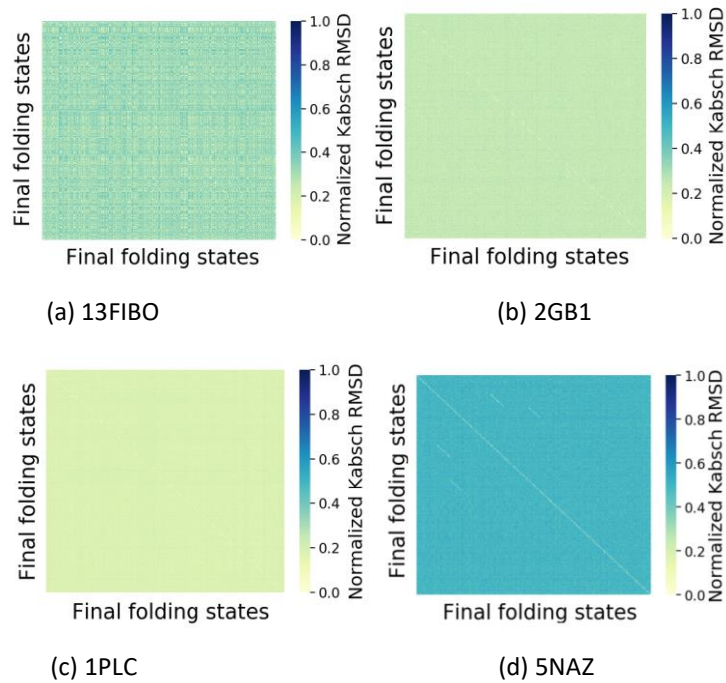 Final folding states
1.0
0.8
0.6
0.4
0.2
0.0
Normalized Kabsch RMSD
Final folding states
(a) 13FIBO
Final folding states
1.0
0.8
0.6
0.4
0.2
0.0
Normalized Kabsch RMSD
Final folding states
(b) 2GB1
Final folding states
1.0
0.8
0.6
0.4
0.2
0.0
Normalized Kabsch RMSD
Final folding states
(c) 1PLC
Final folding states
1.0
0.8
0.6
0.4
0.2
0.0
Normalized Kabsch RMSD
Final folding states
(d) 5NAZ